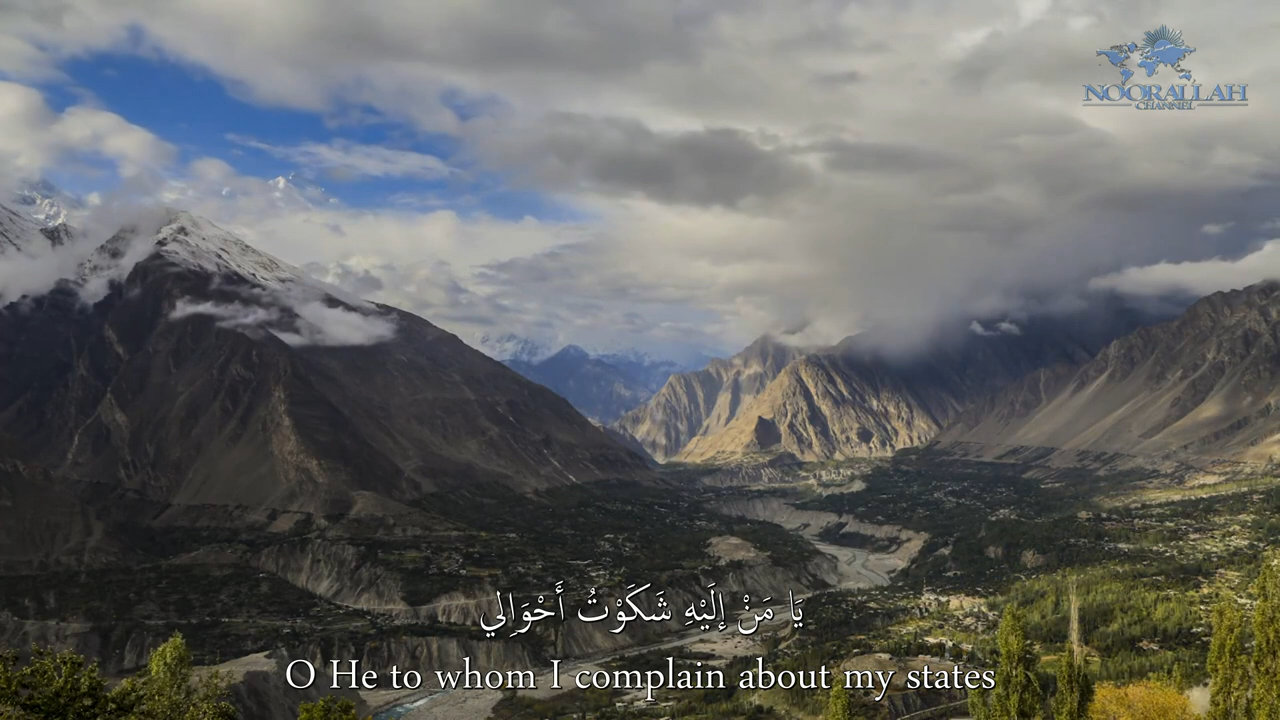 NOORALLAH
CHANNEL
يَا مَنْ إِلَيْهِ شَكَوْتُ أَحْوَالِي
O He to whom I complain about my states